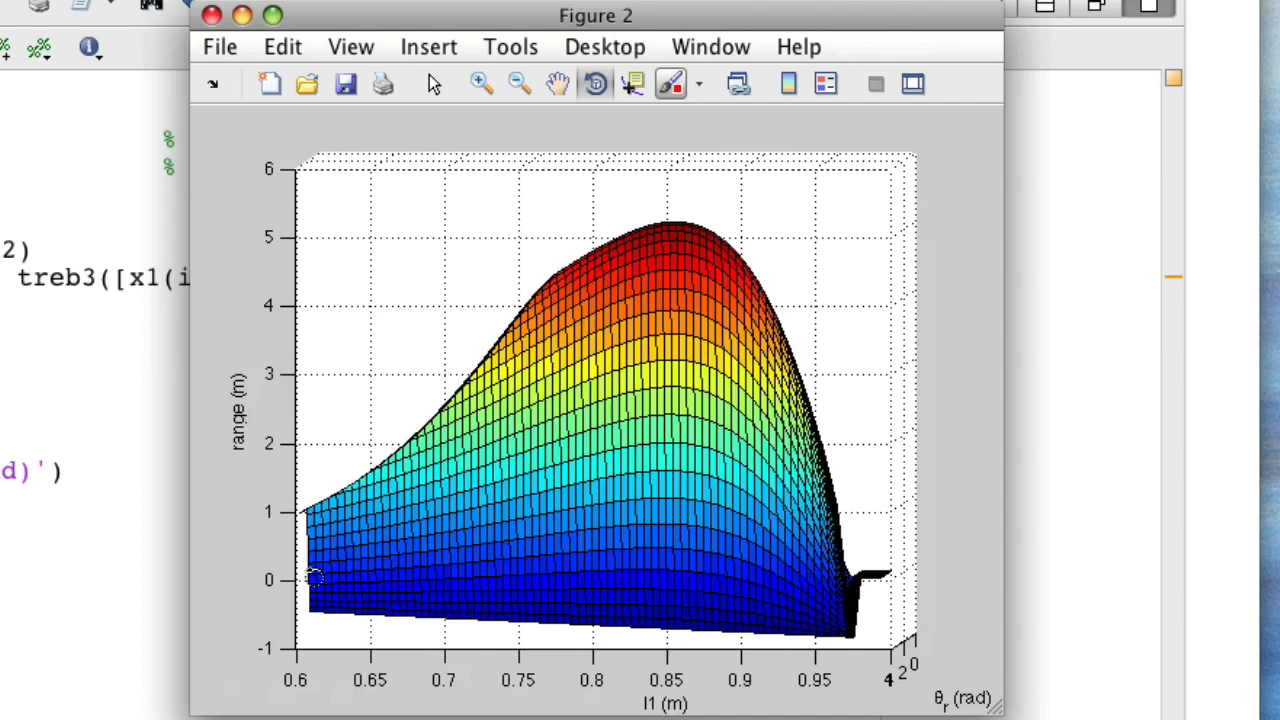 Figure 2
File Edit View Insert Tools Desktop Window Help
%
%
2)
treb3([x1(i
d)')
6
5
4
3
2
1
0
-1
range (m)
0.6 0.65 0.7 0.75 0.8 0.85 0.9 0.95 4 2 0
l1 (m)
θr (rad)